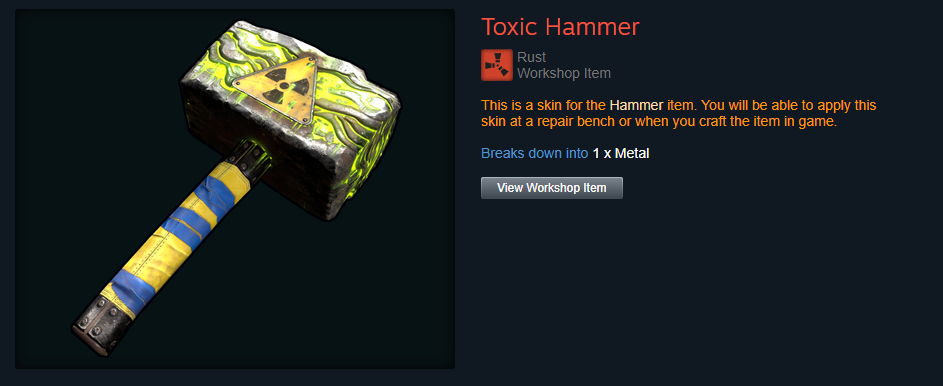 Toxic Hammer
Rust
Workshop Item
This is a skin for the Hammer item. You will be able to apply this
skin at a repair bench or when you craft the item in game.
Breaks down into 1 x Metal
View Workshop Item